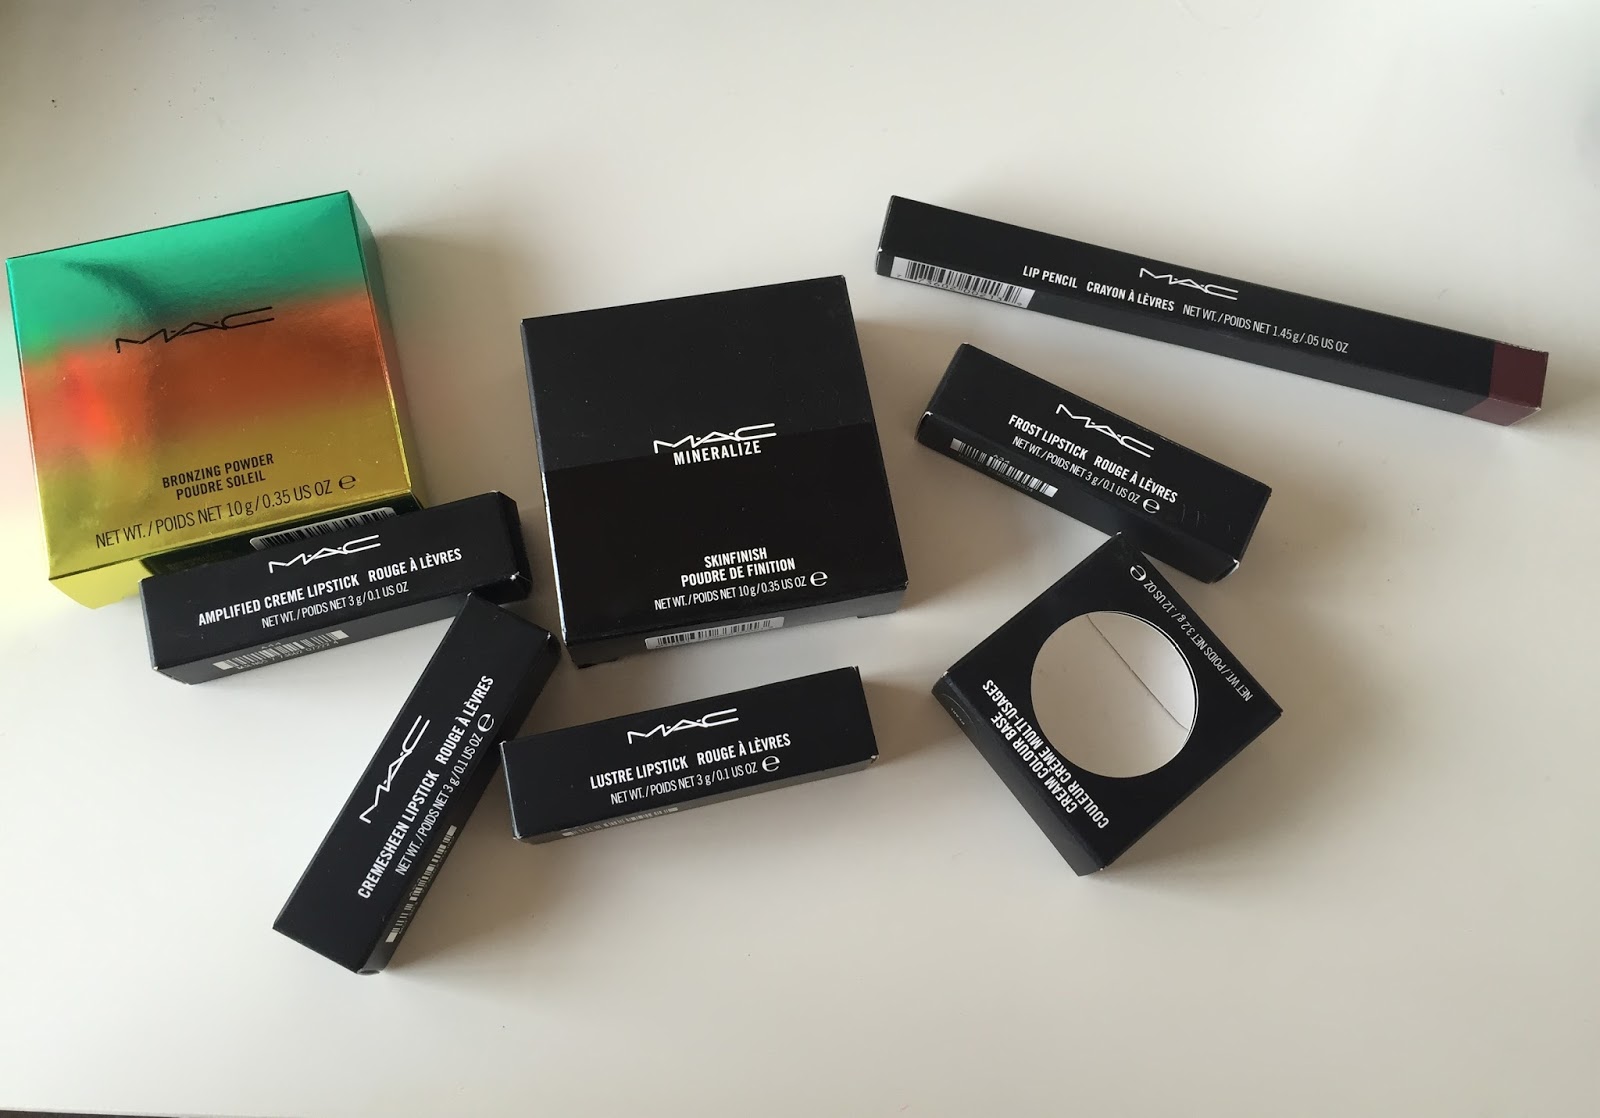 M·A·C
BRONZING POWDER
POUDRE SOLEIL
NET WT. / POIDS NET 10 g / 0.35 US OZ e
M·A·C
AMPLIFIED CREME LIPSTICK ROUGE À LÈVRES
NET WT. / POIDS NET 3 g / 0.1 US OZ
M·A·C
CREMESHEEN LIPSTICK ROUGE À LÈVRES
NET WT. / POIDS NET 3 g / 0.1 US OZ e
M·A·C
MINERALIZE
SKINFINISH
POUDRE DE FINITION
NET WT. / POIDS NET 10 g / 0.35 US OZ e
M·A·C
LUSTRE LIPSTICK ROUGE À LÈVRES
NET WT. / POIDS NET 3 g / 0.1 US OZ e
M·A·C
LIP PENCIL CRAYON À LÈVRES NET WT. / POIDS NET 1.45 g / .05 US OZ
M·A·C
FROST LIPSTICK ROUGE À LÈVRES
NET WT. / POIDS NET 3 g / 0.1 US OZ e
CREAM COLOUR BASE
COULEUR CRÈME MULTI-USAGES
NET WT. / POIDS NET 3.2 g / .12 US OZ e